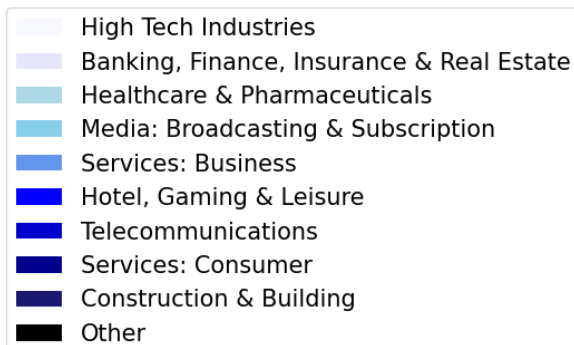 High Tech Industries
Banking, Finance, Insurance & Real Estate
Healthcare & Pharmaceuticals
Media: Broadcasting & Subscription
Services: Business
Hotel, Gaming & Leisure
Telecommunications
Services: Consumer
Construction & Building
Other